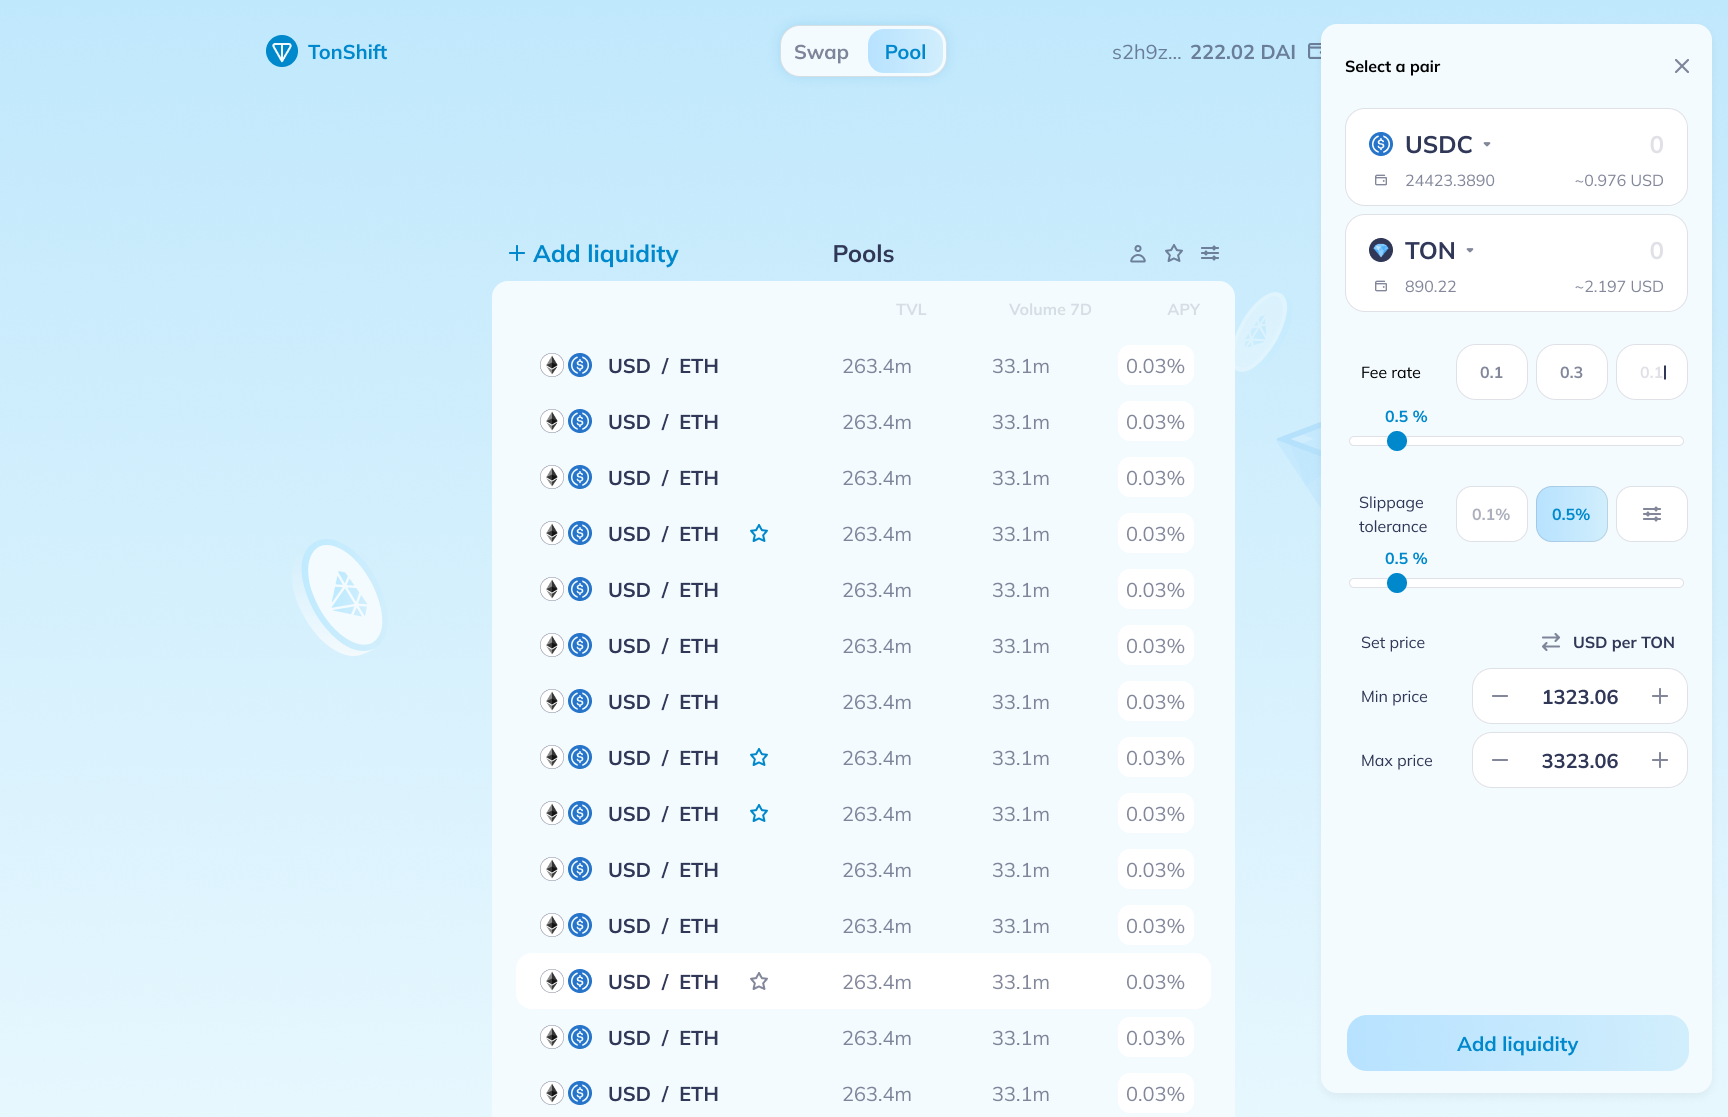 TonShift
Swap Pool
s2h9z... 222.02 DAI
+ Add liquidity
Pools
TVL Volume 7D APY
USD / ETH 263.4m 33.1m 0.03%
USD / ETH 263.4m 33.1m 0.03%
USD / ETH 263.4m 33.1m 0.03%
USD / ETH 263.4m 33.1m 0.03%
USD / ETH 263.4m 33.1m 0.03%
USD / ETH 263.4m 33.1m 0.03%
USD / ETH 263.4m 33.1m 0.03%
USD / ETH 263.4m 33.1m 0.03%
USD / ETH 263.4m 33.1m 0.03%
USD / ETH 263.4m 33.1m 0.03%
USD / ETH 263.4m 33.1m 0.03%
USD / ETH 263.4m 33.1m 0.03%
USD / ETH 263.4m 33.1m 0.03%
USD / ETH 263.4m 33.1m 0.03%
Select a pair
USDC 0
24423.3890 ~0.976 USD
TON 0
890.22 ~2.197 USD
Fee rate 0.1 0.3 0.1
0.5 %
Slippage
tolerance
0.1% 0.5%
0.5 %
Set price USD per TON
Min price 1323.06
Max price 3323.06
Add liquidity